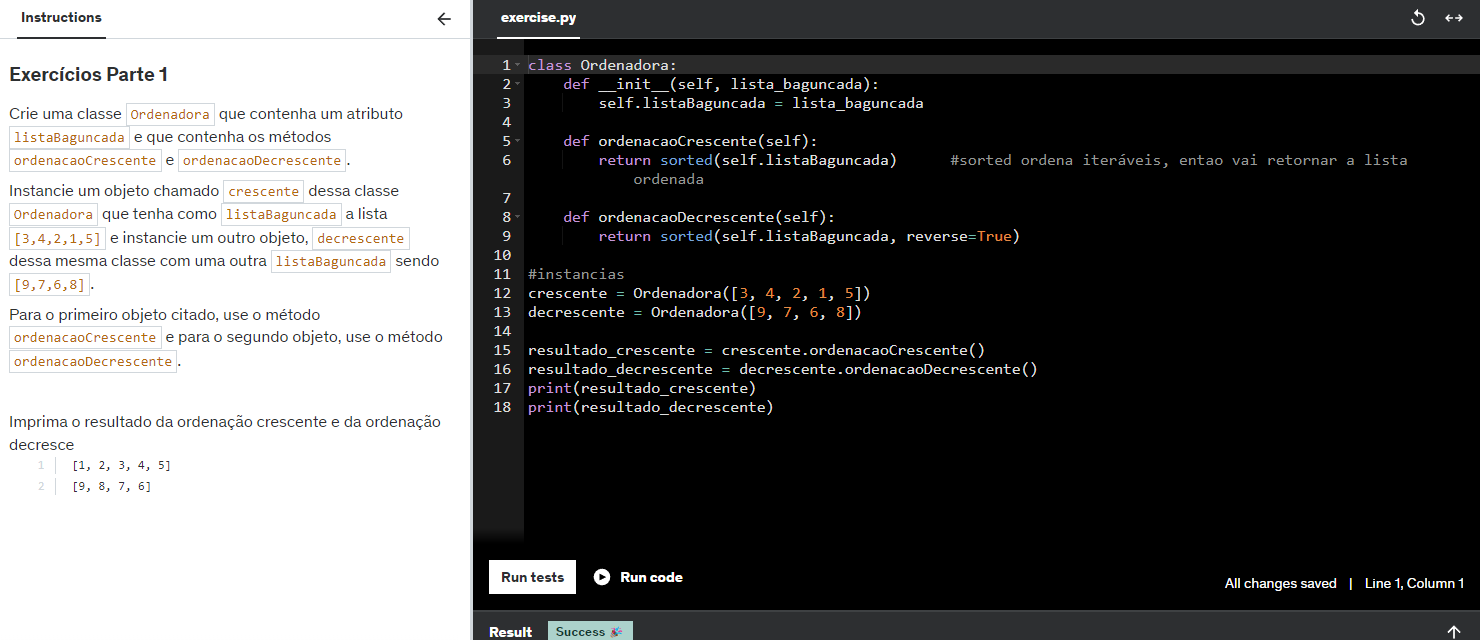 Instructions
Exercícios Parte 1
Crie uma classe Ordenadora que contenha um atributo
listaBaguncada e que contenha os métodos
ordenacaoCrescente e ordenacaoDecrescente.
Instancie um objeto chamado crescente dessa classe
Ordenadora que tenha como listaBaguncada a lista
[3,4,2,1,5] e instancie um outro objeto, decrescente
dessa mesma classe com uma outra listaBaguncada sendo
[9,7,6,8].
Para o primeiro objeto citado, use o método
ordenacaoCrescente e para o segundo objeto, use o método
ordenacaoDecrescente.
Imprima o resultado da ordenação crescente e da ordenação
decresce
1 [1, 2, 3, 4, 5]
2 [9, 8, 7, 6]
exercise.py
1 class Ordenadora:
2     def __init__(self, lista_baguncada):
3         self.listaBaguncada = lista_baguncada
4
5     def ordenacaoCrescente(self):
6         return sorted(self.listaBaguncada)      #sorted ordena iteráveis, entao vai retornar a lista
ordenada
7
8     def ordenacaoDecrescente(self):
9         return sorted(self.listaBaguncada, reverse=True)
10
11 #instancias
12 crescente = Ordenadora([3, 4, 2, 1, 5])
13 decrescente = Ordenadora([9, 7, 6, 8])
14
15 resultado_crescente = crescente.ordenacaoCrescente()
16 resultado_decrescente = decrescente.ordenacaoDecrescente()
17 print(resultado_crescente)
18 print(resultado_decrescente)
Run tests Run code
All changes saved | Line 1, Column 1
Result Success 🎉